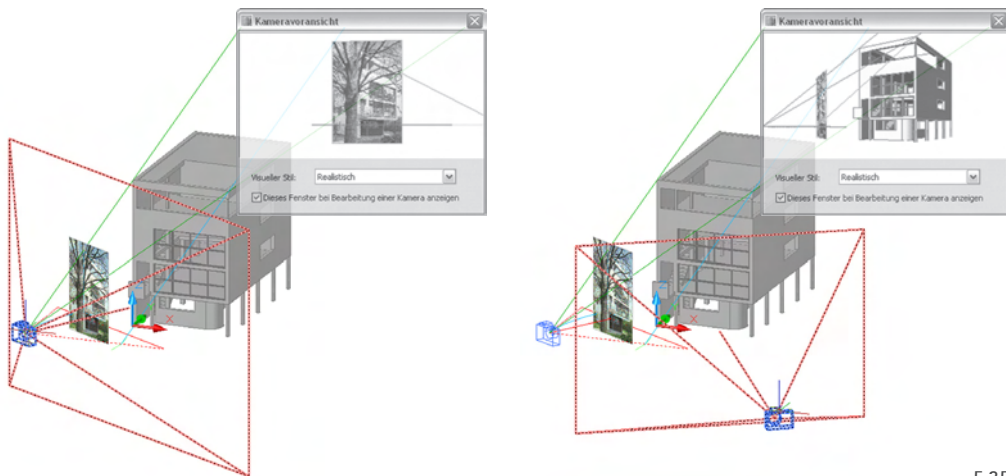 Kameravoransicht
Visueller Stil:
Realistisch
Dieses Fenster bei Bearbeitung einer Kamera anzeigen
X
Kameravoransicht
Visueller Stil:
Realistisch
Dieses Fenster bei Bearbeitung einer Kamera anzeigen
X